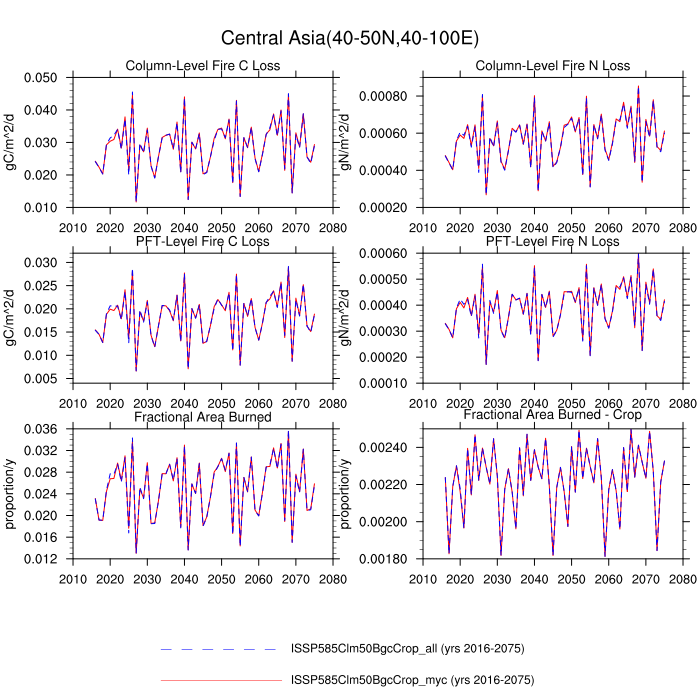 Central Asia(40-50N,40-100E)
Column-Level Fire C Loss
Column-Level Fire N Loss
gC/m^2/d
0.050
0.040
0.030
0.020
0.010
2010 2020 2030 2040 2050 2060 2070 2080
gN/m^2/d
0.00080
0.00060
0.00040
0.00020
2010 2020 2030 2040 2050 2060 2070 2080
PFT-Level Fire C Loss
PFT-Level Fire N Loss
gC/m^2/d
0.030
0.025
0.020
0.015
0.010
0.005
2010 2020 2030 2040 2050 2060 2070 2080
gN/m^2/d
0.00060
0.00050
0.00040
0.00030
0.00020
0.00010
2010 2020 2030 2040 2050 2060 2070 2080
Fractional Area Burned
Fractional Area Burned - Crop
proportion/y
0.036
0.032
0.028
0.024
0.020
0.016
0.012
2010 2020 2030 2040 2050 2060 2070 2080
proportion/y
0.00240
0.00220
0.00200
0.00180
2010 2020 2030 2040 2050 2060 2070 2080
ISSP585Clm50BgcCrop_all (yrs 2016-2075)
ISSP585Clm50BgcCrop_myc (yrs 2016-2075)